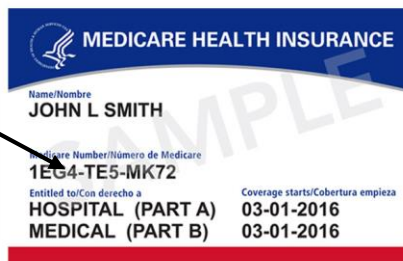 MEDICARE HEALTH INSURANCE
SAMPLE
Name/Nombre
JOHN L SMITH
Medicare Number/Número de Medicare
1EG4-TE5-MK72
Entitled to/Con derecho a Coverage starts/Cobertura empieza
HOSPITAL (PART A) 03-01-2016
MEDICAL (PART B) 03-01-2016